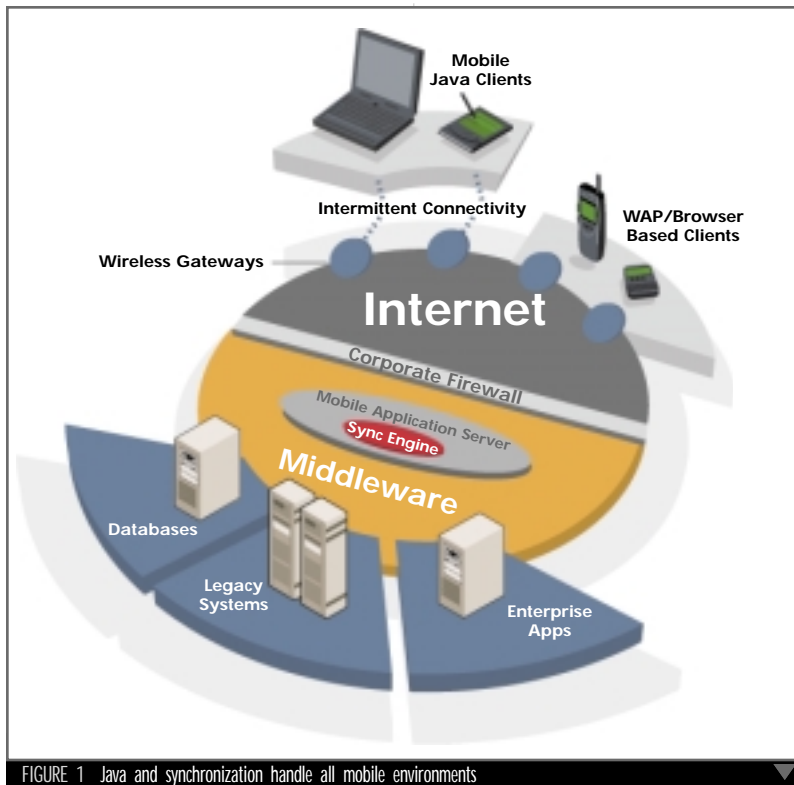 Mobile
Java Clients
Intermittent Connectivity
WAP/Browser
Based Clients
Wireless Gateways
Internet
Corporate Firewall
Mobile Application Server
Sync Engine
Middleware
Databases
Legacy
Systems
Enterprise
Apps
FIGURE 1 Java and synchronization handle all mobile environments